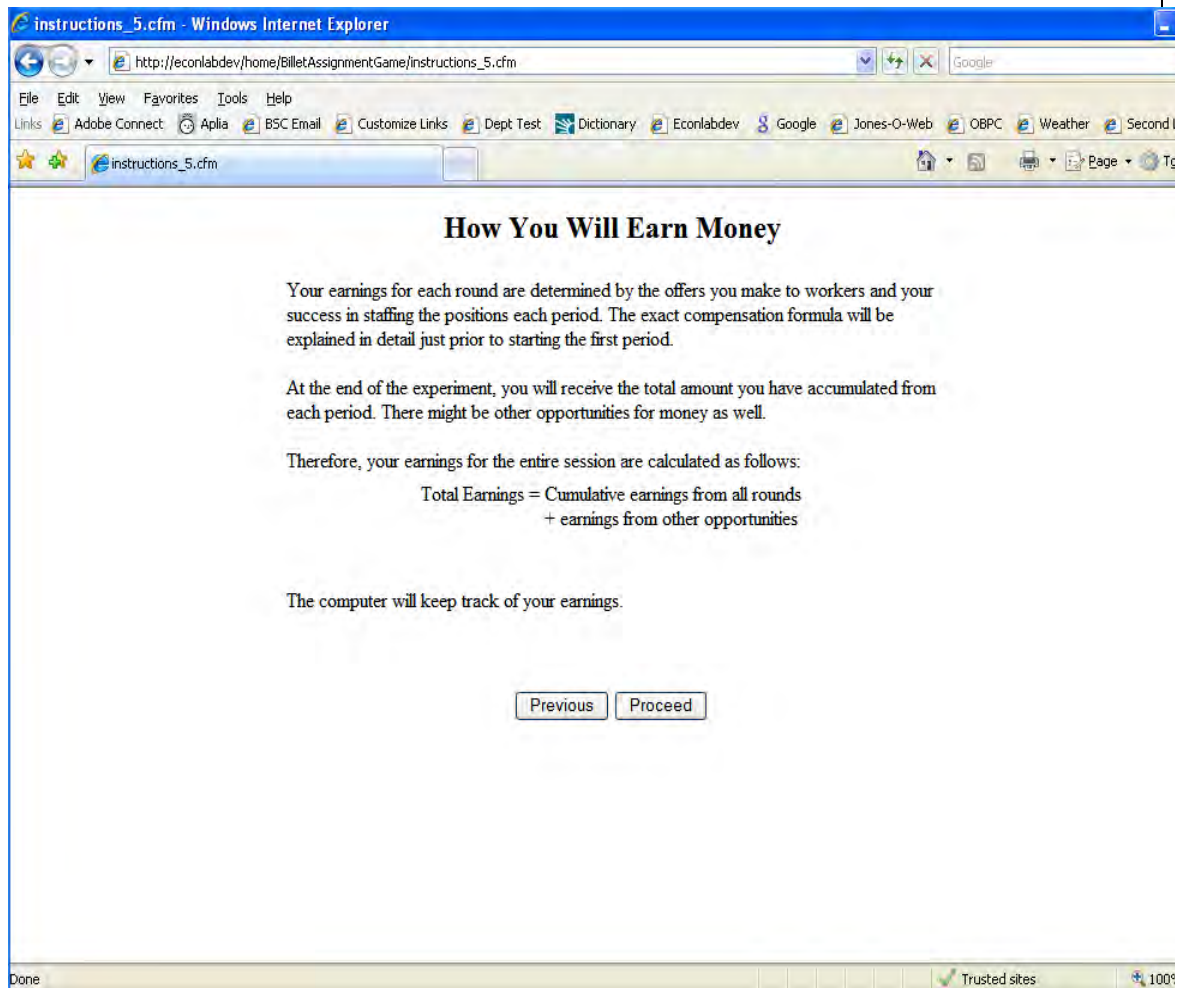 instructions_5.cfm - Windows Internet Explorer
http://econlabdev/home/BilletAssignmentGame/instructions_5.cfm
Google
File Edit View Favorites Tools Help
Links Adobe Connect Aplia BSC Email Customize Links Dept Test Dictionary Econlabdev Google Jones-O-Web OBPC Weather Second
instructions_5.cfm
Page
How You Will Earn Money
Your earnings for each round are determined by the offers you make to workers and your
success in staffing the positions each period. The exact compensation formula will be
explained in detail just prior to starting the first period.
At the end of the experiment, you will receive the total amount you have accumulated from
each period. There might be other opportunities for money as well.
Therefore, your earnings for the entire session are calculated as follows:
Total Earnings = Cumulative earnings from all rounds
+ earnings from other opportunities
The computer will keep track of your earnings.
Previous Proceed
Done Trusted sites 100%